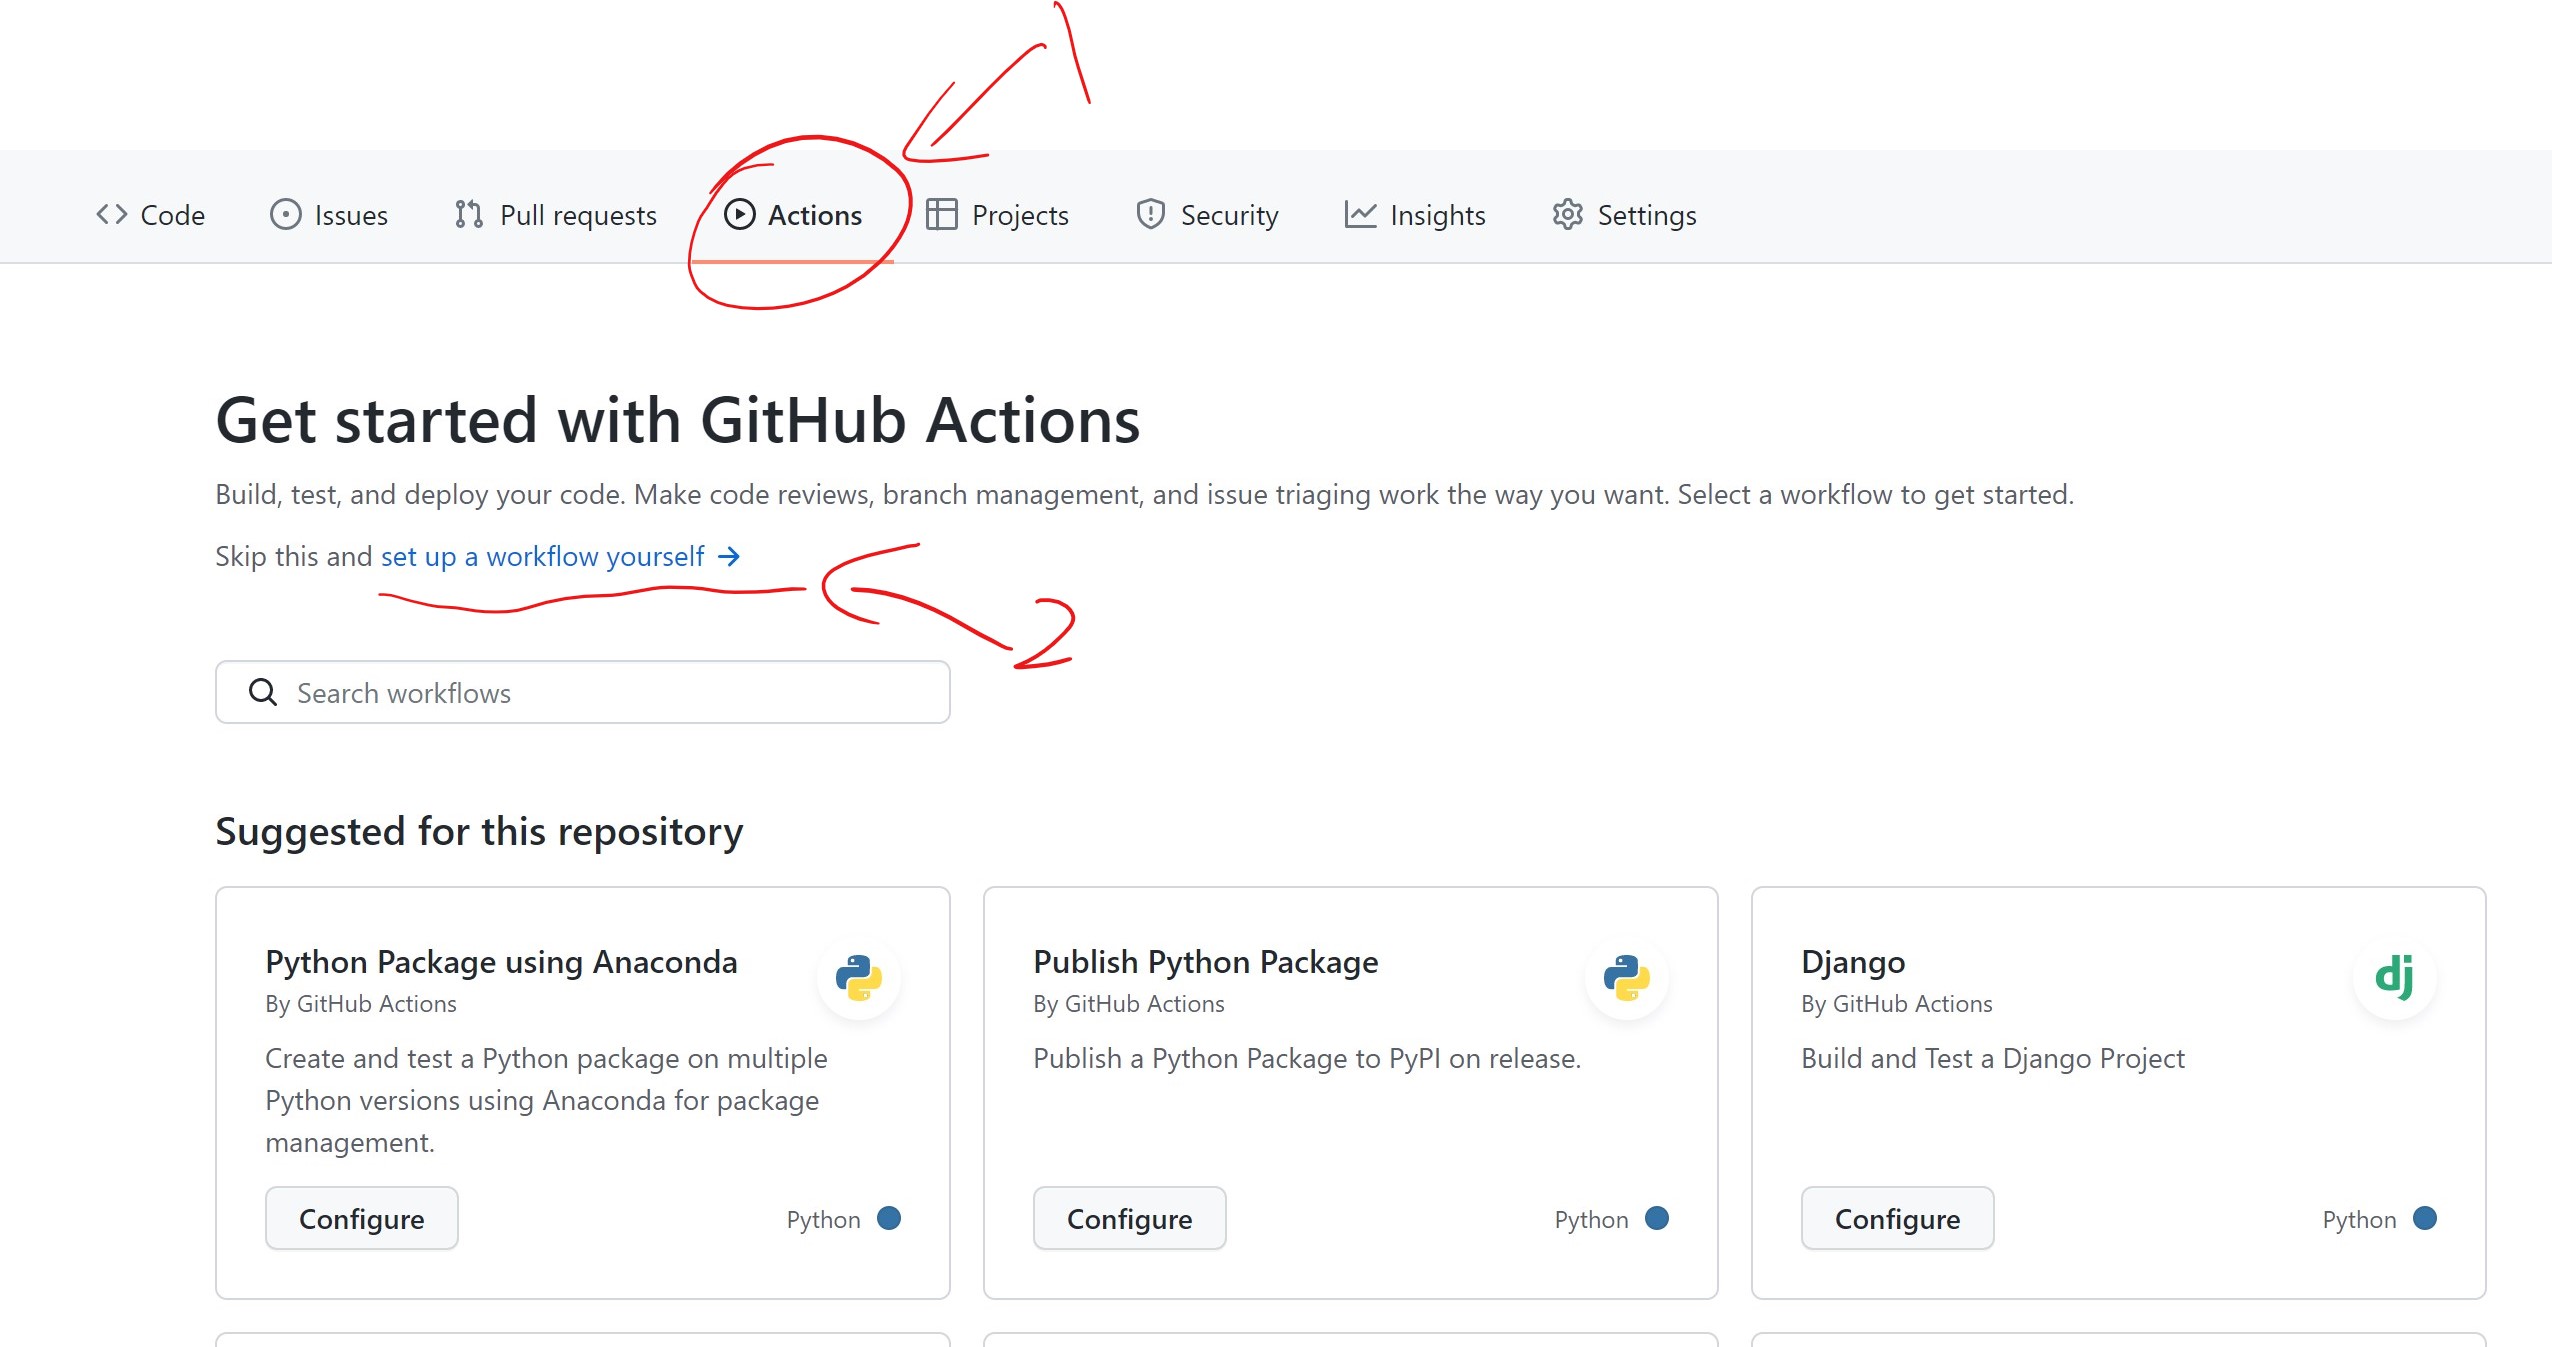 1
Code Issues Pull requests Actions Projects Security Insights Settings
Get started with GitHub Actions
Build, test, and deploy your code. Make code reviews, branch management, and issue triaging work the way you want. Select a workflow to get started.
Skip this and set up a workflow yourself →
2
Search workflows
Suggested for this repository
Python Package using Anaconda
By GitHub Actions
Create and test a Python package on multiple
Python versions using Anaconda for package
management.
Configure Python
Publish Python Package
By GitHub Actions
Publish a Python Package to PyPI on release.
Configure Python
Django
dj
By GitHub Actions
Build and Test a Django Project
Configure Python